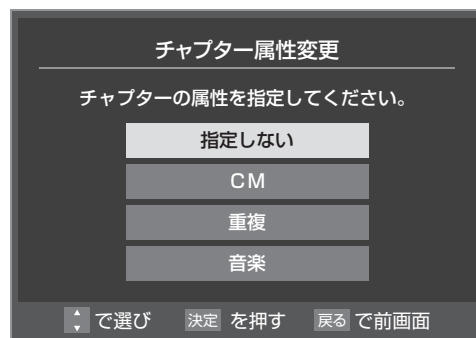 チャプター属性変更
チャプターの属性を指定してください。
指定しない
CM
重複
音楽
で選び 決定 を押す 戻る で前画面